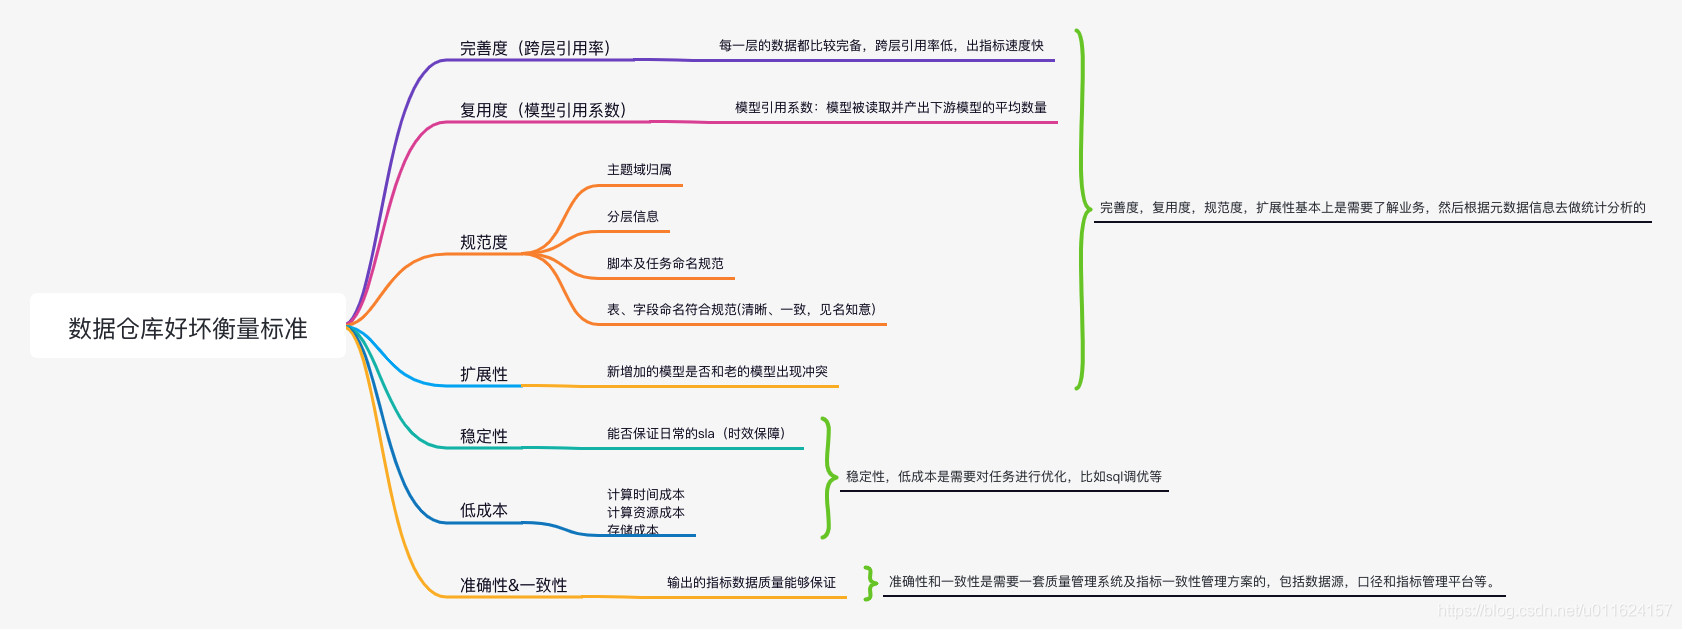 数据仓库好坏衡量标准
完善度（跨层引用率）
每一层的数据都比较完备，跨层引用率低，出指标速度快
复用度（模型引用系数）
模型引用系数：模型被读取并产出下游模型的平均数量
规范度
主题域归属
分层信息
脚本及任务命名规范
表、字段命名符合规范(清晰、一致，见名知意)
扩展性
新增加的模型是否和老的模型出现冲突
完善度，复用度，规范度，扩展性基本上是需要了解业务，然后根据元数据信息去做统计分析的
稳定性
能否保证日常的sla（时效保障）
低成本
计算时间成本
计算资源成本
存储成本
稳定性，低成本是需要对任务进行优化，比如sql调优等
准确性&一致性
输出的指标数据质量能够保证
准确性和一致性是需要一套质量管理系统及指标一致性管理方案的，包括数据源，口径和指标管理平台等。
https://blog.csdn.net/u011624157